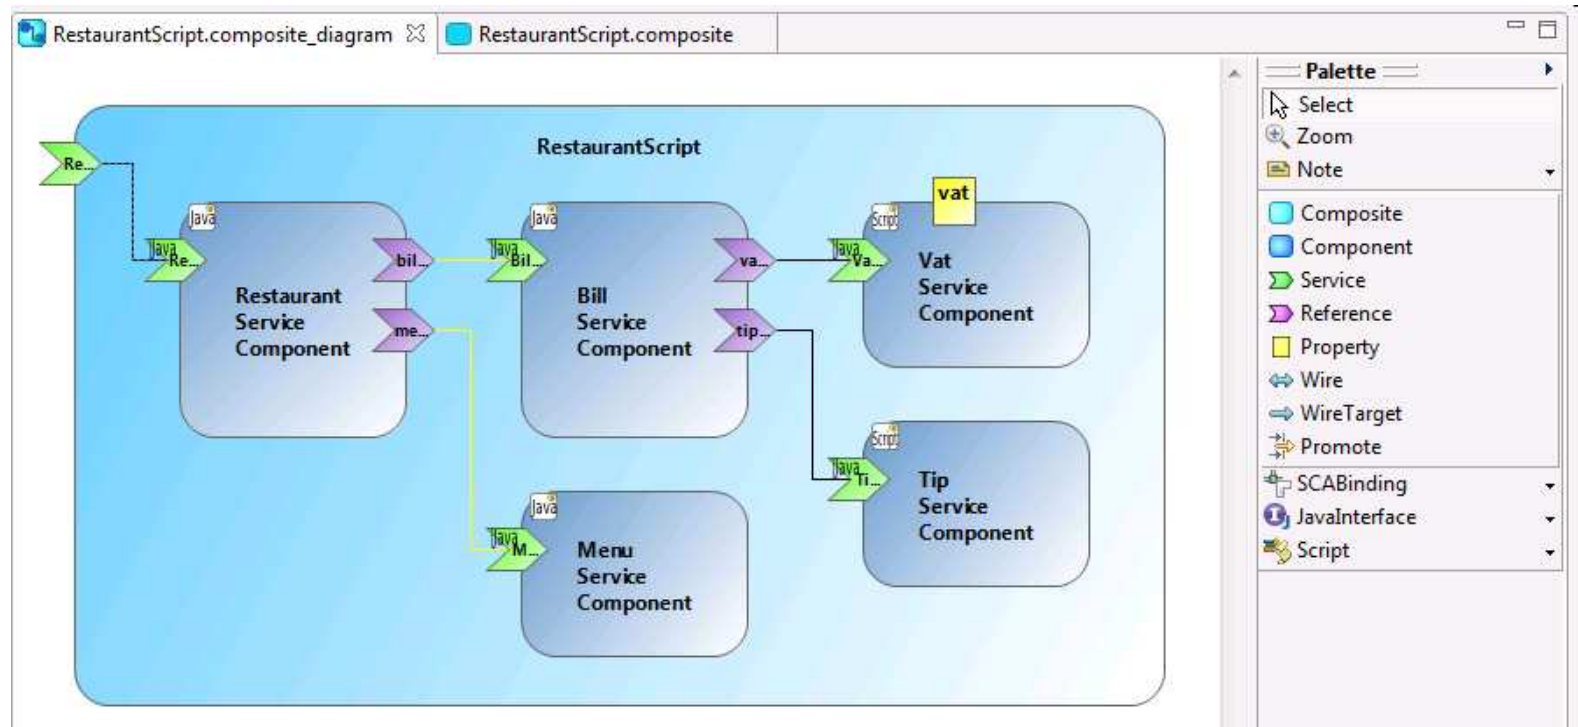 RestaurantScript.composite_diagram
RestaurantScript.composite
RestaurantScript
Re...
Java
Java
Re...
bil...
me...
Restaurant
Service
Component
Java
Java
Bil...
va...
tip...
Bill
Service
Component
Java
Java
M...
Menu
Service
Component
vat
Script
Java
Va...
Vat
Service
Component
Script
Java
Ti...
Tip
Service
Component
Palette
Select
Zoom
Note
Composite
Component
Service
Reference
Property
Wire
WireTarget
Promote
SCABinding
JavaInterface
Script